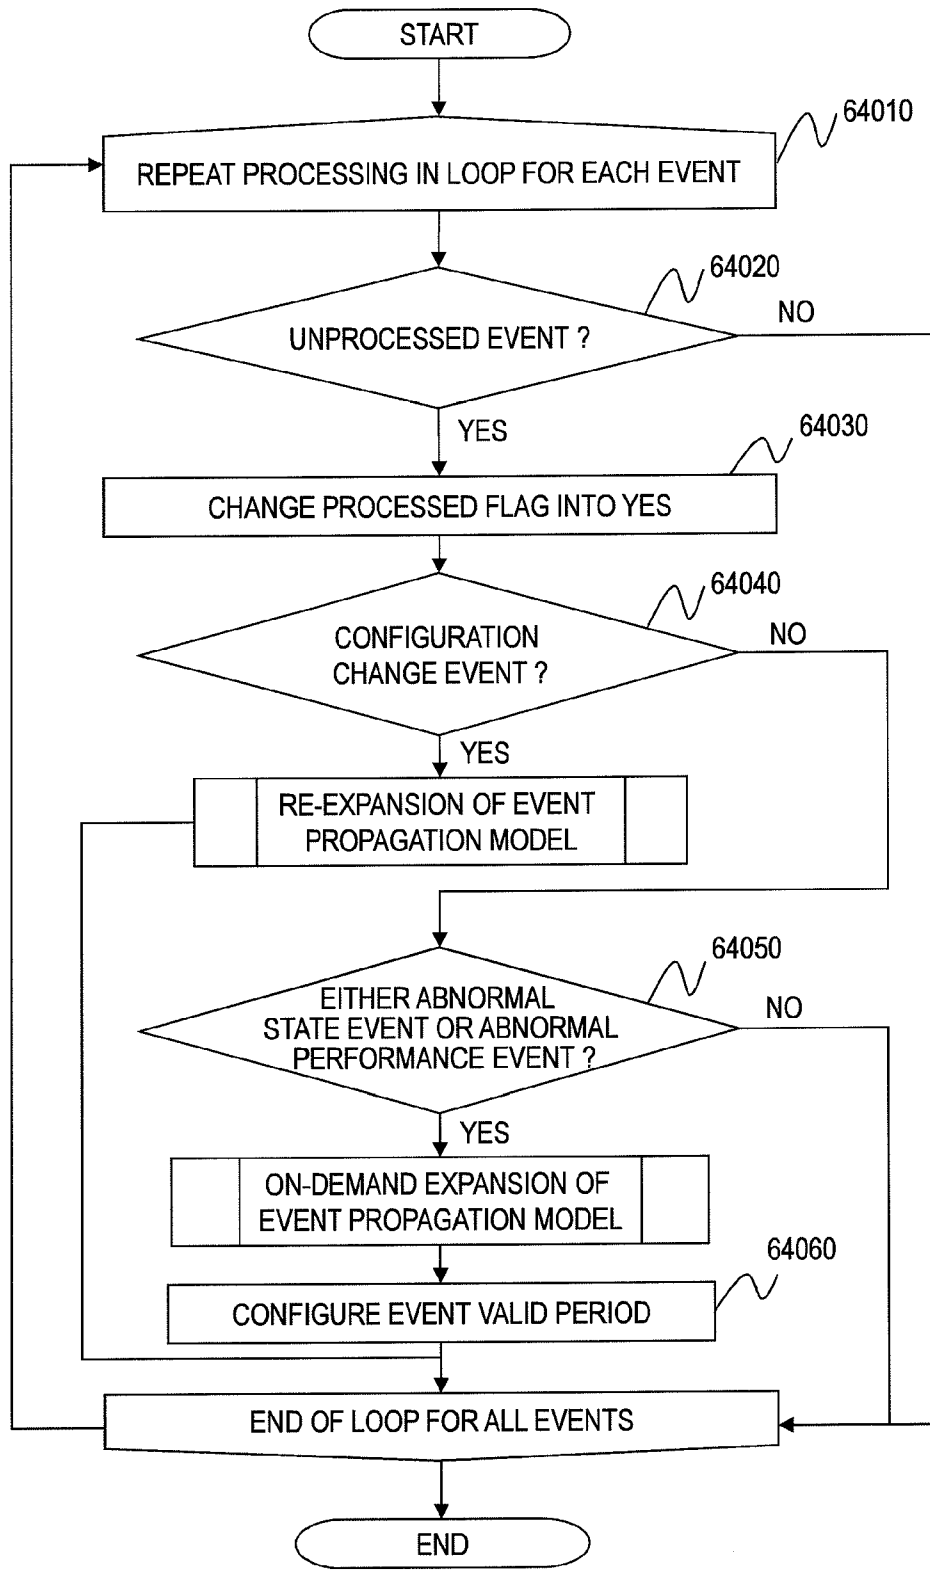 START
64010
REPEAT PROCESSING IN LOOP FOR EACH EVENT
64020
NO
UNPROCESSED EVENT ?
YES
64030
CHANGE PROCESSED FLAG INTO YES
64040
NO
CONFIGURATION
CHANGE EVENT ?
YES
RE-EXPANSION OF EVENT
PROPAGATION MODEL
64050
NO
EITHER ABNORMAL
STATE EVENT OR ABNORMAL
PERFORMANCE EVENT ?
YES
ON-DEMAND EXPANSION OF
EVENT PROPAGATION MODEL
64060
CONFIGURE EVENT VALID PERIOD
END OF LOOP FOR ALL EVENTS
END